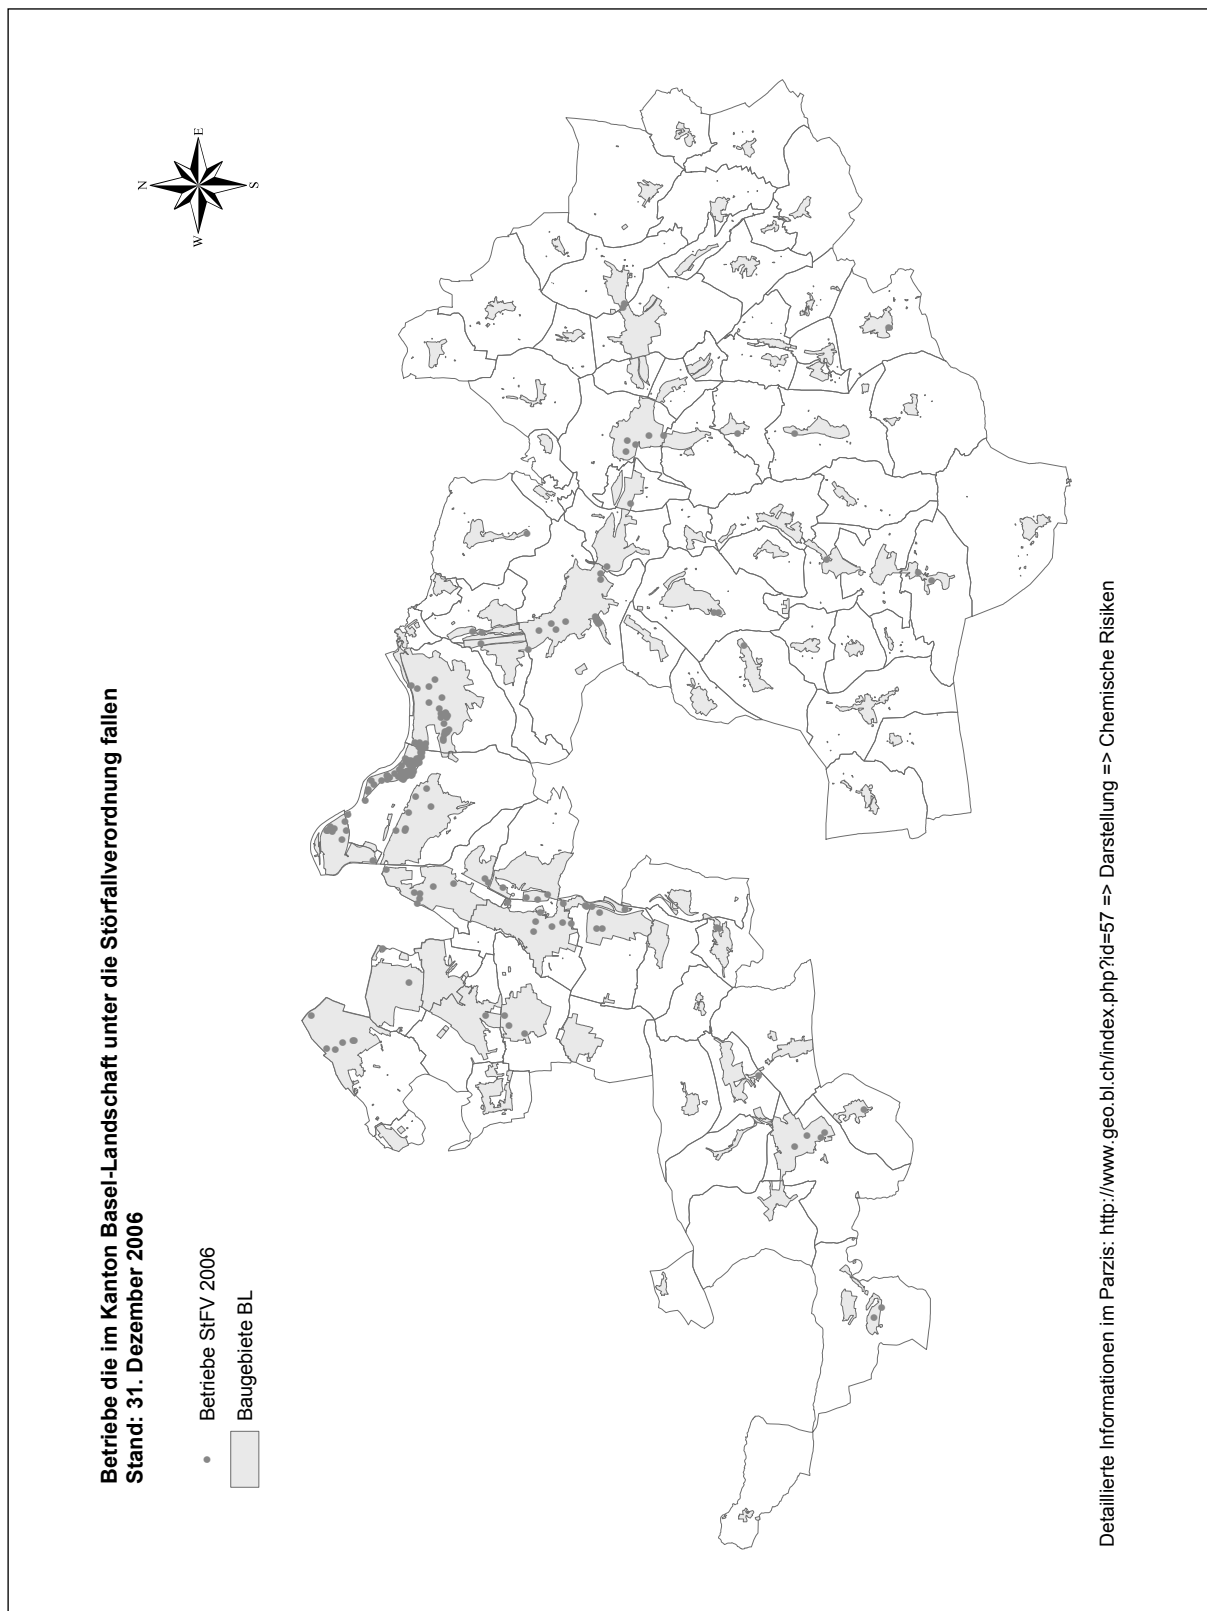 Betriebe die im Kanton Basel-Landschaft unter die Störfallverordnung fallen
Stand: 31. Dezember 2006
Betriebe StFV 2006
Baugebiete BL
N
W
E
S
Detaillierte Informationen im Parzis: http://www.geo.bl.ch/index.php?id=57 => Darstellung => Chemische Risiken